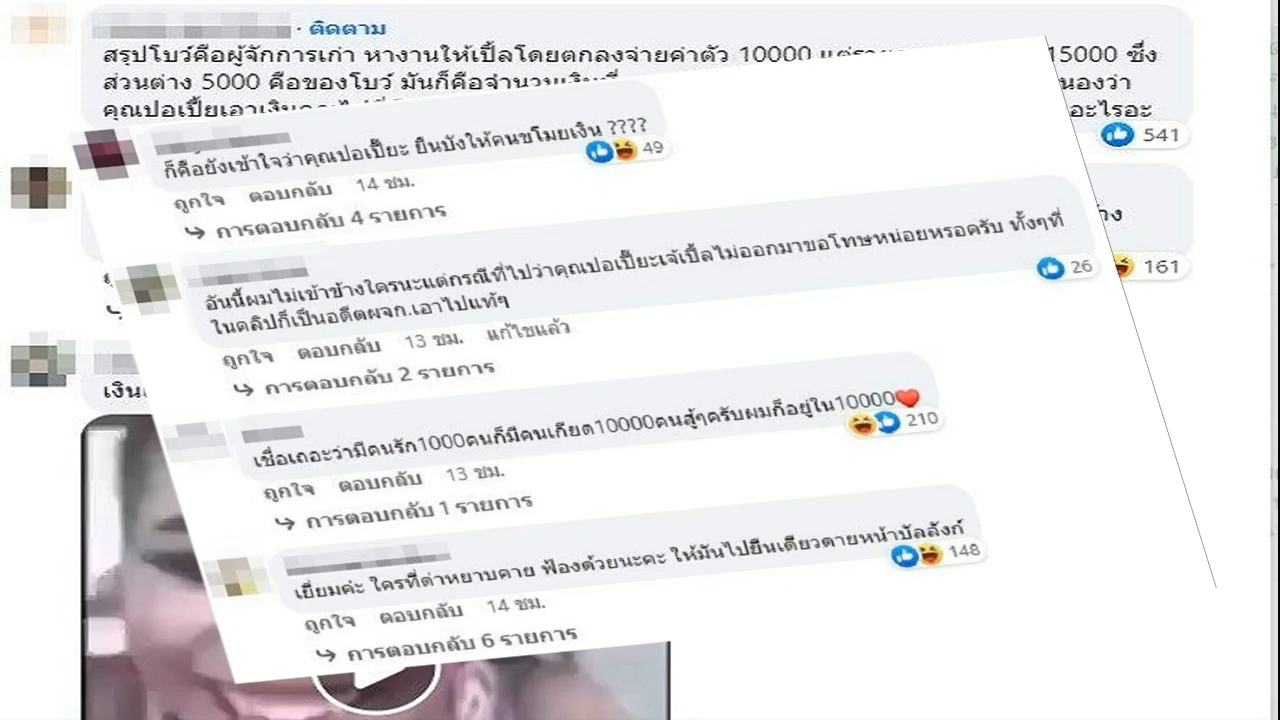 · ติดตาม
สรุปโบว์คือผู้จักการเก่า หางานให้เปิ้ลโดยตกลงจ่ายค่าตัว 10000 15000 ซึ่ง
ส่วนต่าง 5000 คือของโบว์ มันก็คือจำนวนเงินที่ นองว่า
คุณปอเปี้ยเอาเงิน อะไรอะ
541
ก็คือยังเข้าใจว่าคุณปอเปี๊ยะ ยืนบังให้คนขโมยเงิน ????
49
ถูกใจ ตอบกลับ 14 ชม.
การตอบกลับ 4 รายการ
161
อันนี้ผมไม่เข้าข้างใครนะแต่กรณีที่ไปว่าคุณปอเปี๊ยะเจ้เปิ้ลไม่ออกมาขอโทษหน่อยหรอครับ ทั้งๆที่
ในคลิปก็เป็นอดีตผจก.เอาไปแท้ๆ
26
ถูกใจ ตอบกลับ 13 ชม. แก้ไขแล้ว
การตอบกลับ 2 รายการ
เชื่อเถอะว่ามีคนรัก1000คนก็มีคนเกียด10000คนสู้ๆครับผมก็อยู่ใน10000❤️
210
ถูกใจ ตอบกลับ 13 ชม.
การตอบกลับ 1 รายการ
เยี่ยมค่ะ ใครที่ด่าหยาบคาย ฟ้องด้วยนะคะ ให้มันไปยืนเดียวดายหน้าบัลลังก์
148
ถูกใจ ตอบกลับ 14 ชม.
การตอบกลับ 6 รายการ